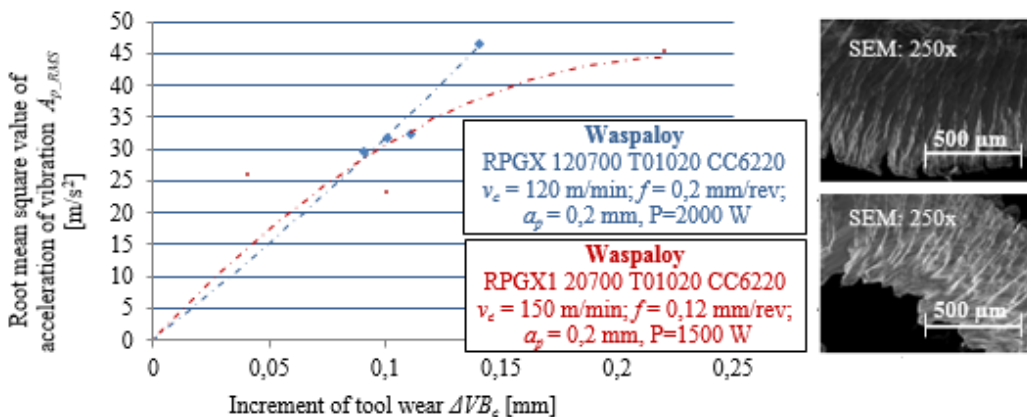 Root mean square value of
acceleration of vibration Ap_RMS
[m/s²]
50
45
40
35
30
25
20
15
10
5
0
0
0,05
0,1
0,15
0,2
0,25
Increment of tool wear ΔVBc [mm]
Waspaloy
RPGX 120700 T01020 CC6220
vc = 120 m/min; f = 0,2 mm/rev;
ap = 0,2 mm, P=2000 W
Waspaloy
RPGX1 20700 T01020 CC6220
vc = 150 m/min; f = 0,12 mm/rev;
ap = 0,2 mm, P=1500 W
SEM: 250x
500 µm
SEM: 250x
500 µm